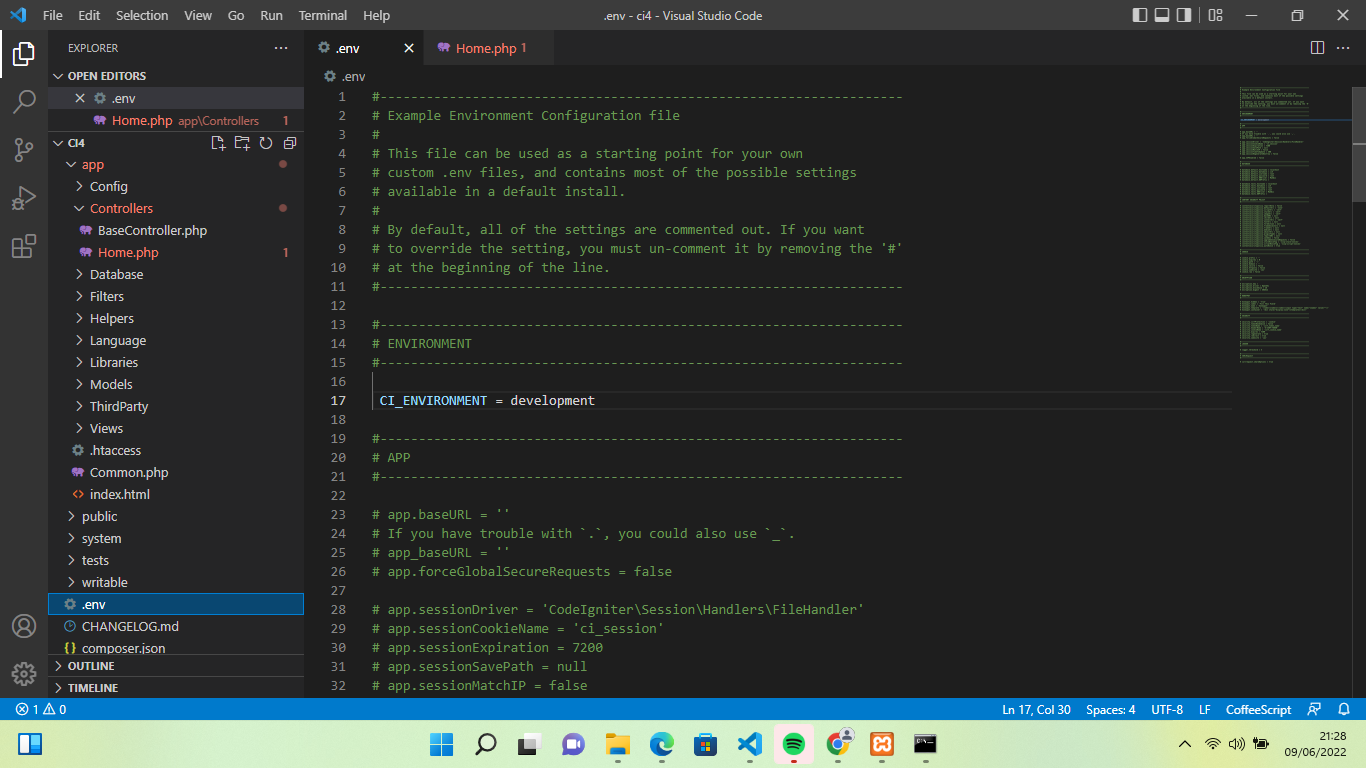 File Edit Selection View Go Run Terminal Help
.env - ci4 - Visual Studio Code
EXPLORER
OPEN EDITORS
.env
Home.php app\Controllers 1
CI4
app
Config
Controllers
BaseController.php
Home.php 1
Database
Filters
Helpers
Language
Libraries
Models
ThirdParty
Views
.htaccess
Common.php
index.html
public
system
tests
writable
.env
CHANGELOG.md
composer.json
OUTLINE
TIMELINE
.env
Home.php 1
.env
1 #--------------------------------------------------------------------
2 # Example Environment Configuration file
3 #
4 # This file can be used as a starting point for your own
5 # custom .env files, and contains most of the possible settings
6 # available in a default install.
7 #
8 # By default, all of the settings are commented out. If you want
9 # to override the setting, you must un-comment it by removing the '#'
10 # at the beginning of the line.
11 #--------------------------------------------------------------------
12
13 #--------------------------------------------------------------------
14 # ENVIRONMENT
15 #--------------------------------------------------------------------
16
17 CI_ENVIRONMENT = development
18
19 #--------------------------------------------------------------------
20 # APP
21 #--------------------------------------------------------------------
22
23 # app.baseURL = ''
24 # If you have trouble with `.`, you could also use `_`.
25 # app_baseURL = ''
26 # app.forceGlobalSecureRequests = false
27
28 # app.sessionDriver = 'CodeIgniter\Session\Handlers\FileHandler'
29 # app.sessionCookieName = 'ci_session'
30 # app.sessionExpiration = 7200
31 # app.sessionSavePath = null
32 # app.sessionMatchIP = false
1 0
Ln 17, Col 30 Spaces: 4 UTF-8 LF CoffeeScript
21:28
09/06/2022